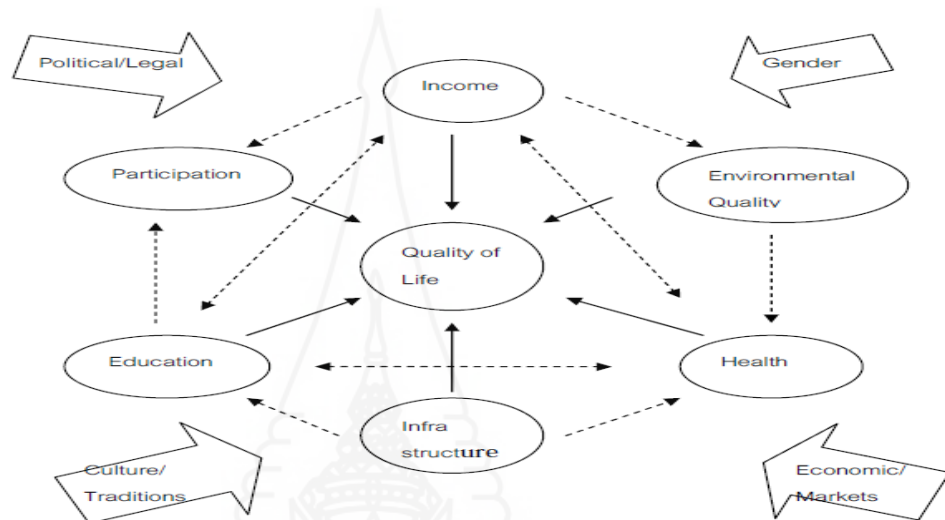 Political/Legal
Gender
Income
Participation
Environmental
Quality
Quality of
Life
Education
Health
Infra
structure
Culture/
Traditions
Economic/
Markets